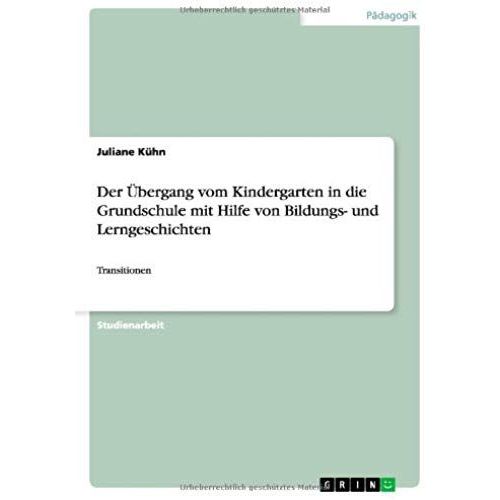 Urheberrechtlich geschütztes Material
Pädagogik
Juliane Kühn
Der Übergang vom Kindergarten in die
Grundschule mit Hilfe von Bildungs- und
Lerngeschichten
Transitionen
Studienarbeit
GRIN
Urheberrechtlich geschütztes Material